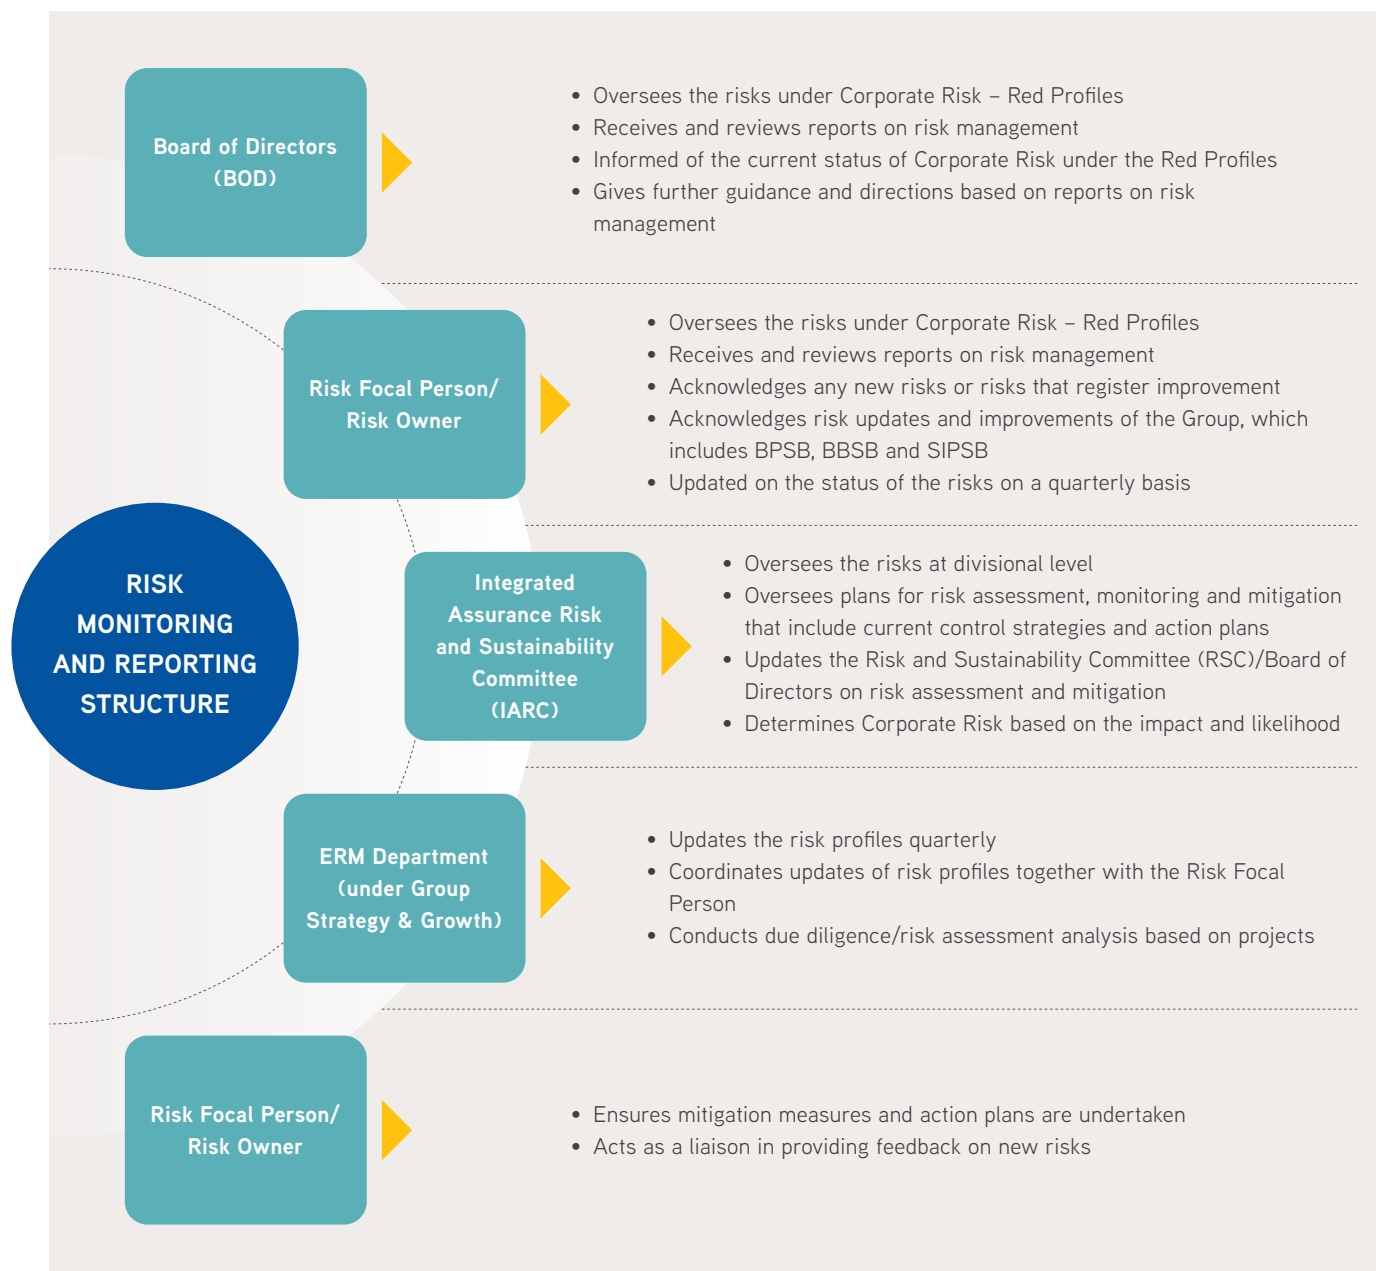 Board of Directors
(BOD)
• Oversees the risks under Corporate Risk – Red Profiles
• Receives and reviews reports on risk management
• Informed of the current status of Corporate Risk under the Red Profiles
• Gives further guidance and directions based on reports on risk
management
Risk Focal Person/
Risk Owner
• Oversees the risks under Corporate Risk – Red Profiles
• Receives and reviews reports on risk management
• Acknowledges any new risks or risks that register improvement
• Acknowledges risk updates and improvements of the Group, which
includes BPSB, BBSB and SIPSB
• Updated on the status of the risks on a quarterly basis
RISK
MONITORING
AND REPORTING
STRUCTURE
Integrated
Assurance Risk
and Sustainability
Committee
(IARC)
• Oversees the risks at divisional level
• Oversees plans for risk assessment, monitoring and mitigation
that include current control strategies and action plans
• Updates the Risk and Sustainability Committee (RSC)/Board of
Directors on risk assessment and mitigation
• Determines Corporate Risk based on the impact and likelihood
ERM Department
(under Group
Strategy & Growth)
• Updates the risk profiles quarterly
• Coordinates updates of risk profiles together with the Risk Focal
Person
• Conducts due diligence/risk assessment analysis based on projects
Risk Focal Person/
Risk Owner
• Ensures mitigation measures and action plans are undertaken
• Acts as a liaison in providing feedback on new risks